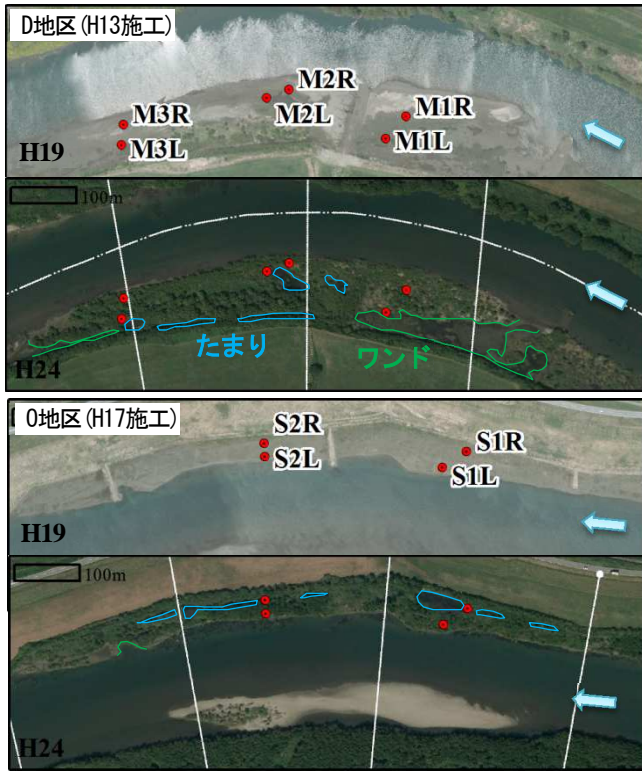 D地区(H13施工)
M2R
M3R
M2L
M1R
M3L
M1L
H19
100m
たまり
ワンド
H24
O地区(H17施工)
S2R
S1R
S2L
S1L
H19
100m
H24